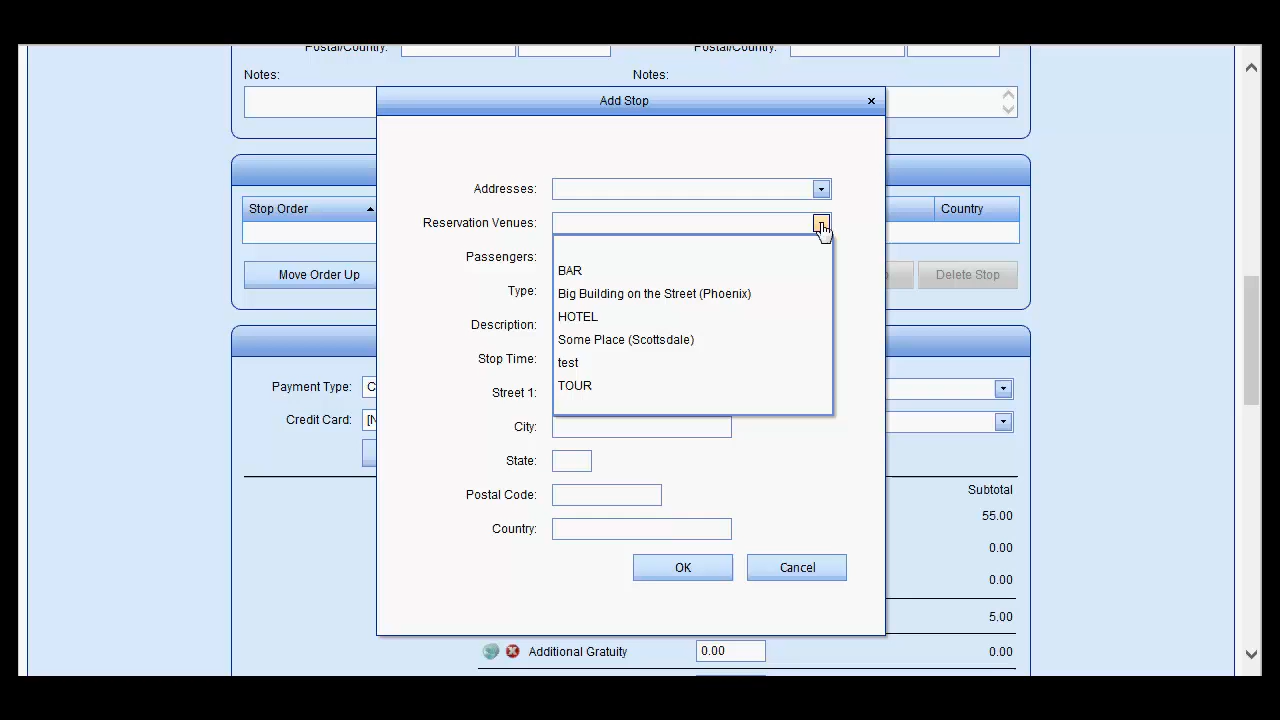 Postal/Country:
Postal/Country:
Notes:
Notes:
Add Stop
×
Addresses:
Stop Order
Country
Reservation Venues:
Passengers:
BAR
Move Order Up
Delete Stop
Type:
Big Building on the Street (Phoenix)
HOTEL
Description:
Some Place (Scottsdale)
Stop Time:
test
Payment Type:
TOUR
Street 1:
Credit Card:
City:
State:
Subtotal
Postal Code:
55.00
Country:
0.00
OK
Cancel
0.00
5.00
Additional Gratuity
0.00
0.00